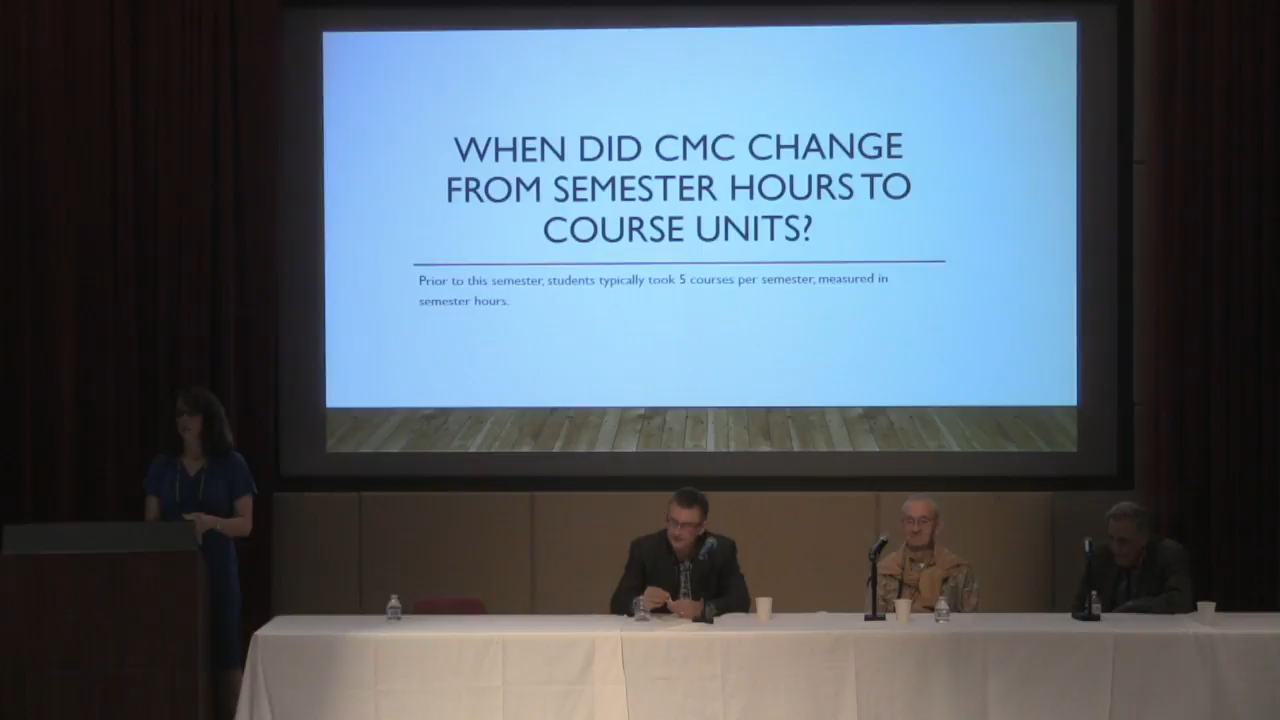 WHEN DID CMC CHANGE
FROM SEMESTER HOURS TO
COURSE UNITS?
Prior to this semester, students typically took 5 courses per semester, measured in
semester hours.